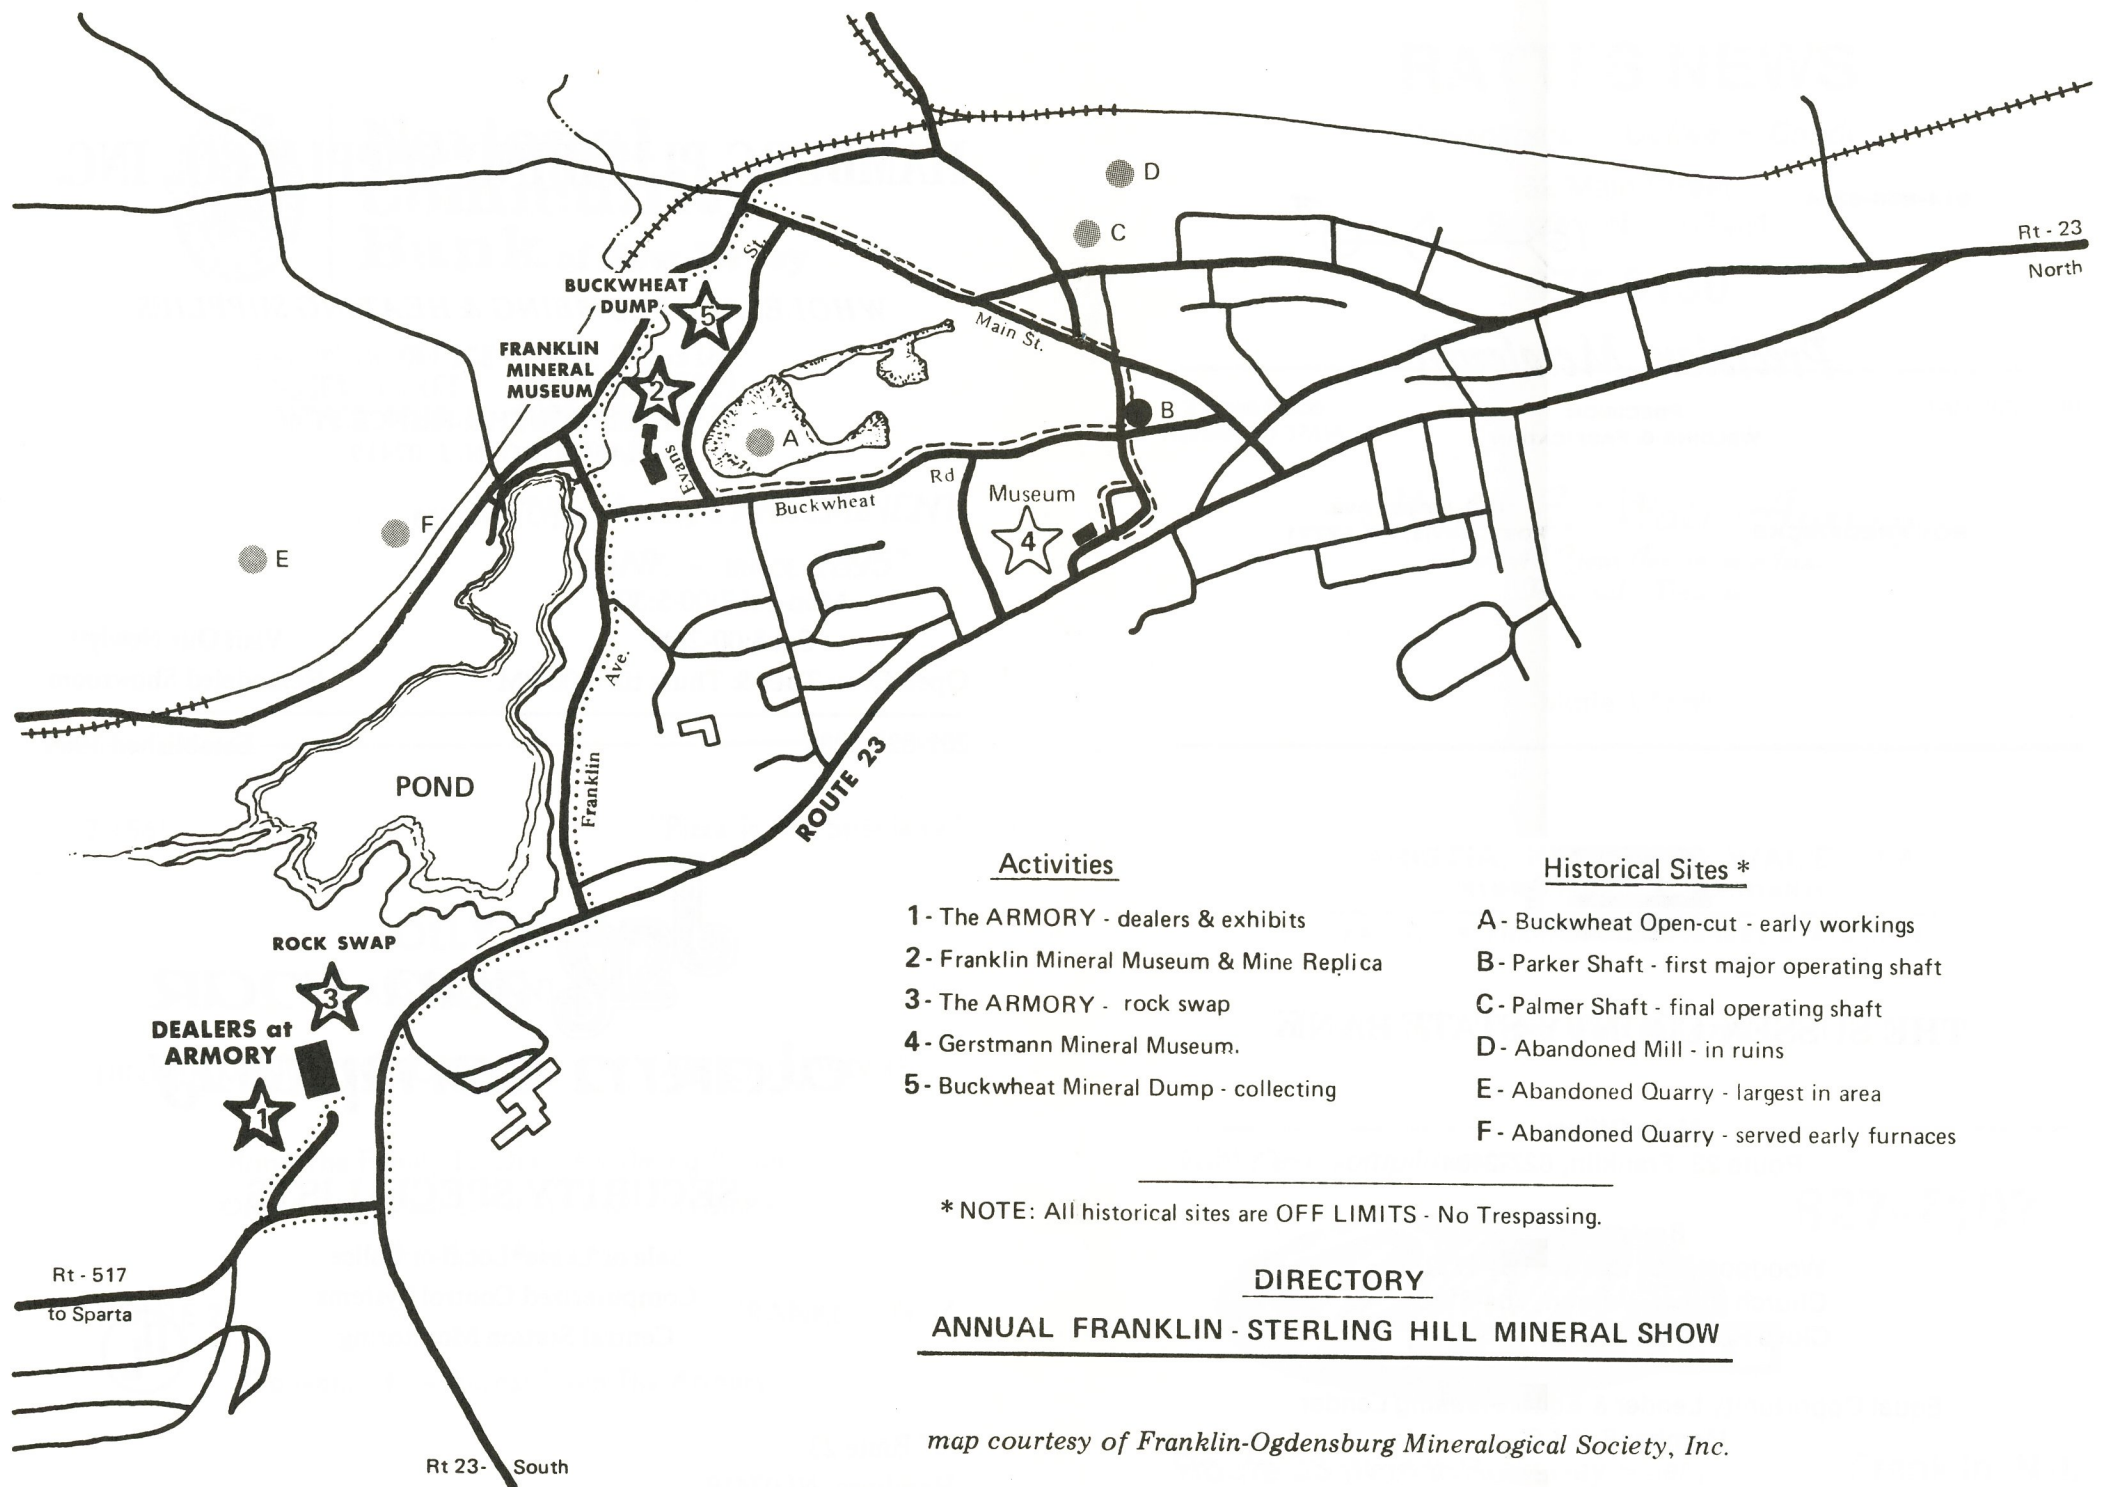 D
C
Rt - 23
North
St.
BUCKWHEAT
DUMP
5
FRANKLIN
MINERAL
MUSEUM
2
Main St.
B
A
Evans
Rd
Buckwheat
Museum
4
F
E
Ave.
Franklin
POND
ROUTE 23
ROCK SWAP
3
DEALERS at
ARMORY
1
Rt - 517
to Sparta
Rt 23- South
Activities
1 - The ARMORY - dealers & exhibits
2 - Franklin Mineral Museum & Mine Replica
3 - The ARMORY - rock swap
4 - Gerstmann Mineral Museum.
5 - Buckwheat Mineral Dump - collecting
Historical Sites *
A - Buckwheat Open-cut - early workings
B - Parker Shaft - first major operating shaft
C - Palmer Shaft - final operating shaft
D - Abandoned Mill - in ruins
E - Abandoned Quarry - largest in area
F - Abandoned Quarry - served early furnaces
* NOTE: All historical sites are OFF LIMITS - No Trespassing.
DIRECTORY
ANNUAL FRANKLIN - STERLING HILL MINERAL SHOW
map courtesy of Franklin-Ogdensburg Mineralogical Society, Inc.